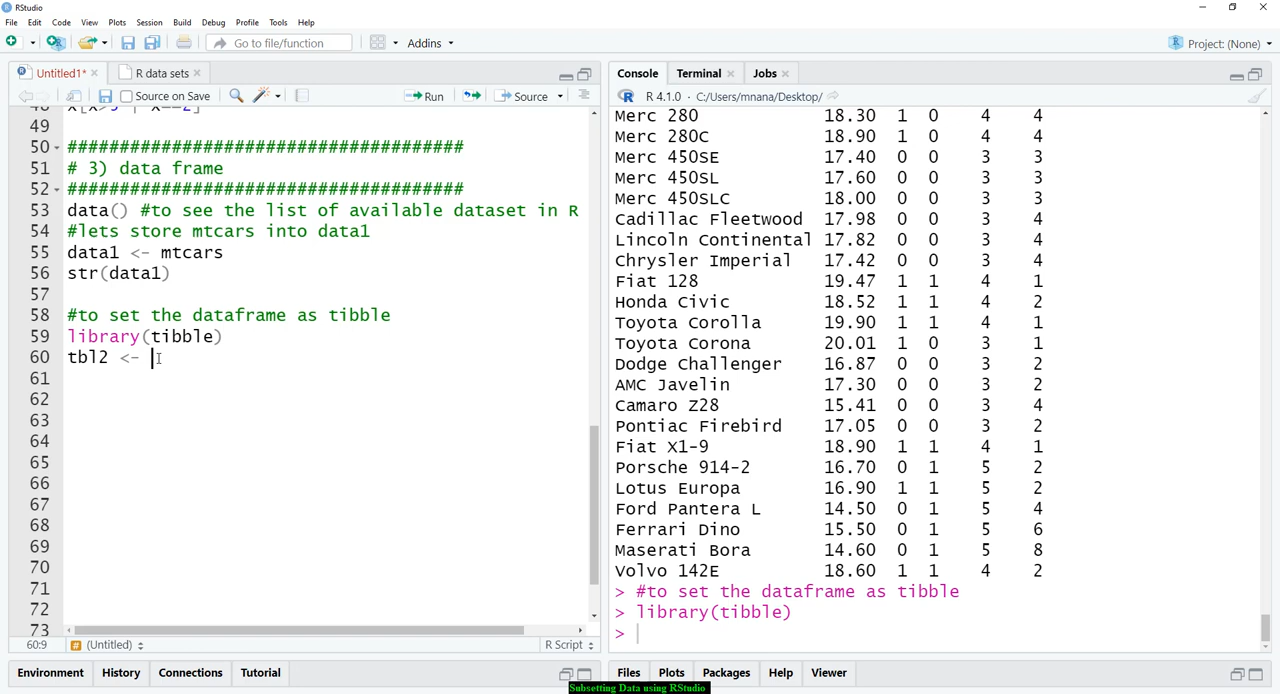 RStudio
File Edit Code View Plots Session Build Debug Profile Tools Help
Go to file/function Addins Project: (None)
Untitled1* R data sets
Source on Save Run Source
49
50 ######################################
51 # 3) data frame
52 ######################################
53 data() #to see the list of available dataset in R
54 #lets store mtcars into data1
55 data1 <- mtcars
56 str(data1)
57
58 #to set the dataframe as tibble
59 library(tibble)
60 tbl2 <-
61
62
63
64
65
66
67
68
69
70
71
72
73
60:9 # (Untitled) R Script
Environment History Connections Tutorial
Console Terminal Jobs
R 4.1.0 · C:/Users/mnana/Desktop/
Merc 280 18.30 1 0 4 4
Merc 280C 18.90 1 0 4 4
Merc 450SE 17.40 0 0 3 3
Merc 450SL 17.60 0 0 3 3
Merc 450SLC 18.00 0 0 3 3
Cadillac Fleetwood 17.98 0 0 3 4
Lincoln Continental 17.82 0 0 3 4
Chrysler Imperial 17.42 0 0 3 4
Fiat 128 19.47 1 1 4 1
Honda Civic 18.52 1 1 4 2
Toyota Corolla 19.90 1 1 4 1
Toyota Corona 20.01 1 0 3 1
Dodge Challenger 16.87 0 0 3 2
AMC Javelin 17.30 0 0 3 2
Camaro Z28 15.41 0 0 3 4
Pontiac Firebird 17.05 0 0 3 2
Fiat X1-9 18.90 1 1 4 1
Porsche 914-2 16.70 0 1 5 2
Lotus Europa 16.90 1 1 5 2
Ford Pantera L 14.50 0 1 5 4
Ferrari Dino 15.50 0 1 5 6
Maserati Bora 14.60 0 1 5 8
Volvo 142E 18.60 1 1 4 2
> #to set the dataframe as tibble
> library(tibble)
>
Files Plots Packages Help Viewer
Subsetting Data using RStudio